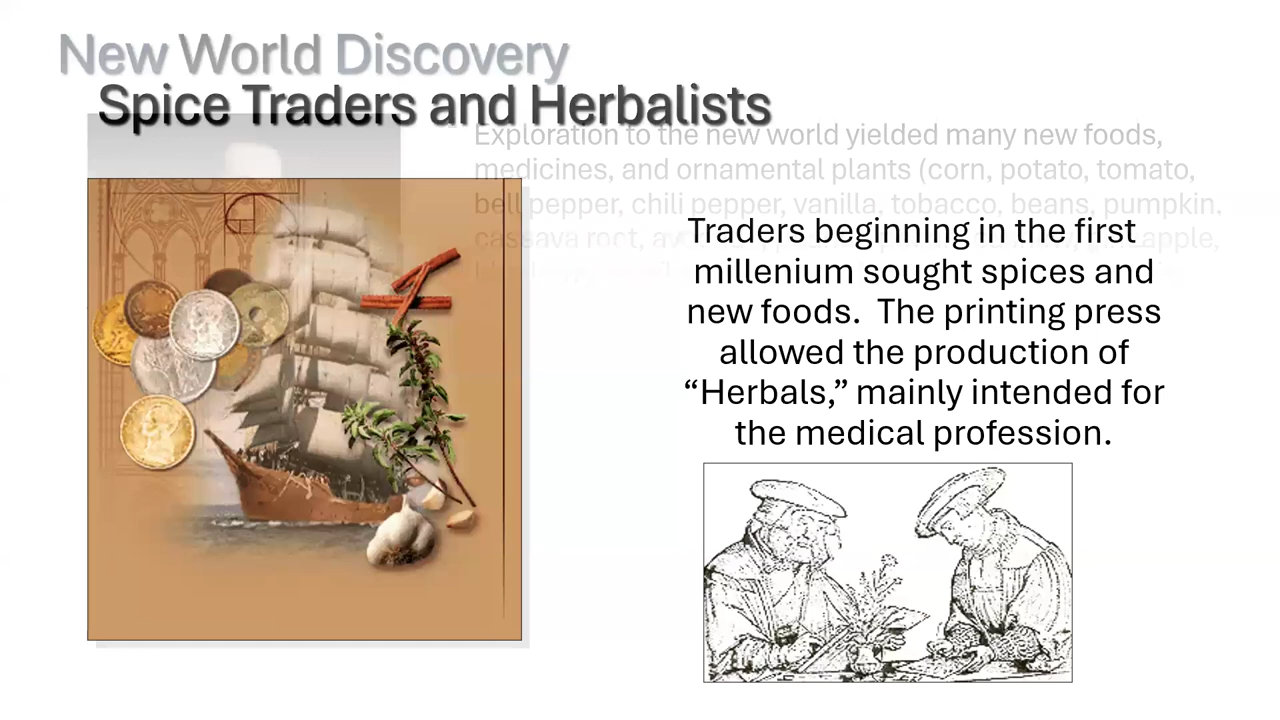 New World Discovery
Spice Traders and Herbalists
Exploration to the new world yielded many new foods,
medicines, and ornamental plants (corn, potato, tomato,
bell pepper, chili pepper, vanilla, tobacco, beans, pumpkin,
cassava root,
Traders beginning in the first
millenium sought spices and
new foods.  The printing press
allowed the production of
“Herbals,” mainly intended for
the medical profession.